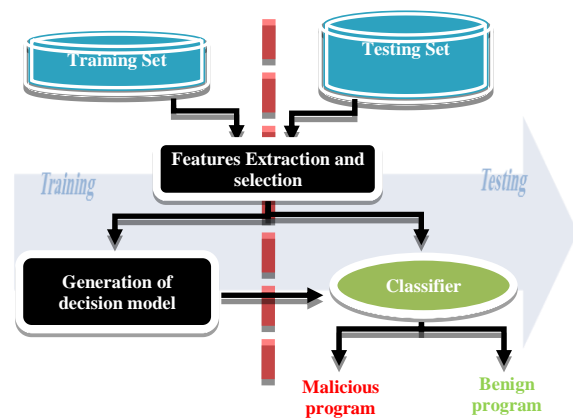 Training Set
Testing Set
Features Extraction and
selection
Training
Testing
Generation of
decision model
Classifier
Malicious
program
Benign
program